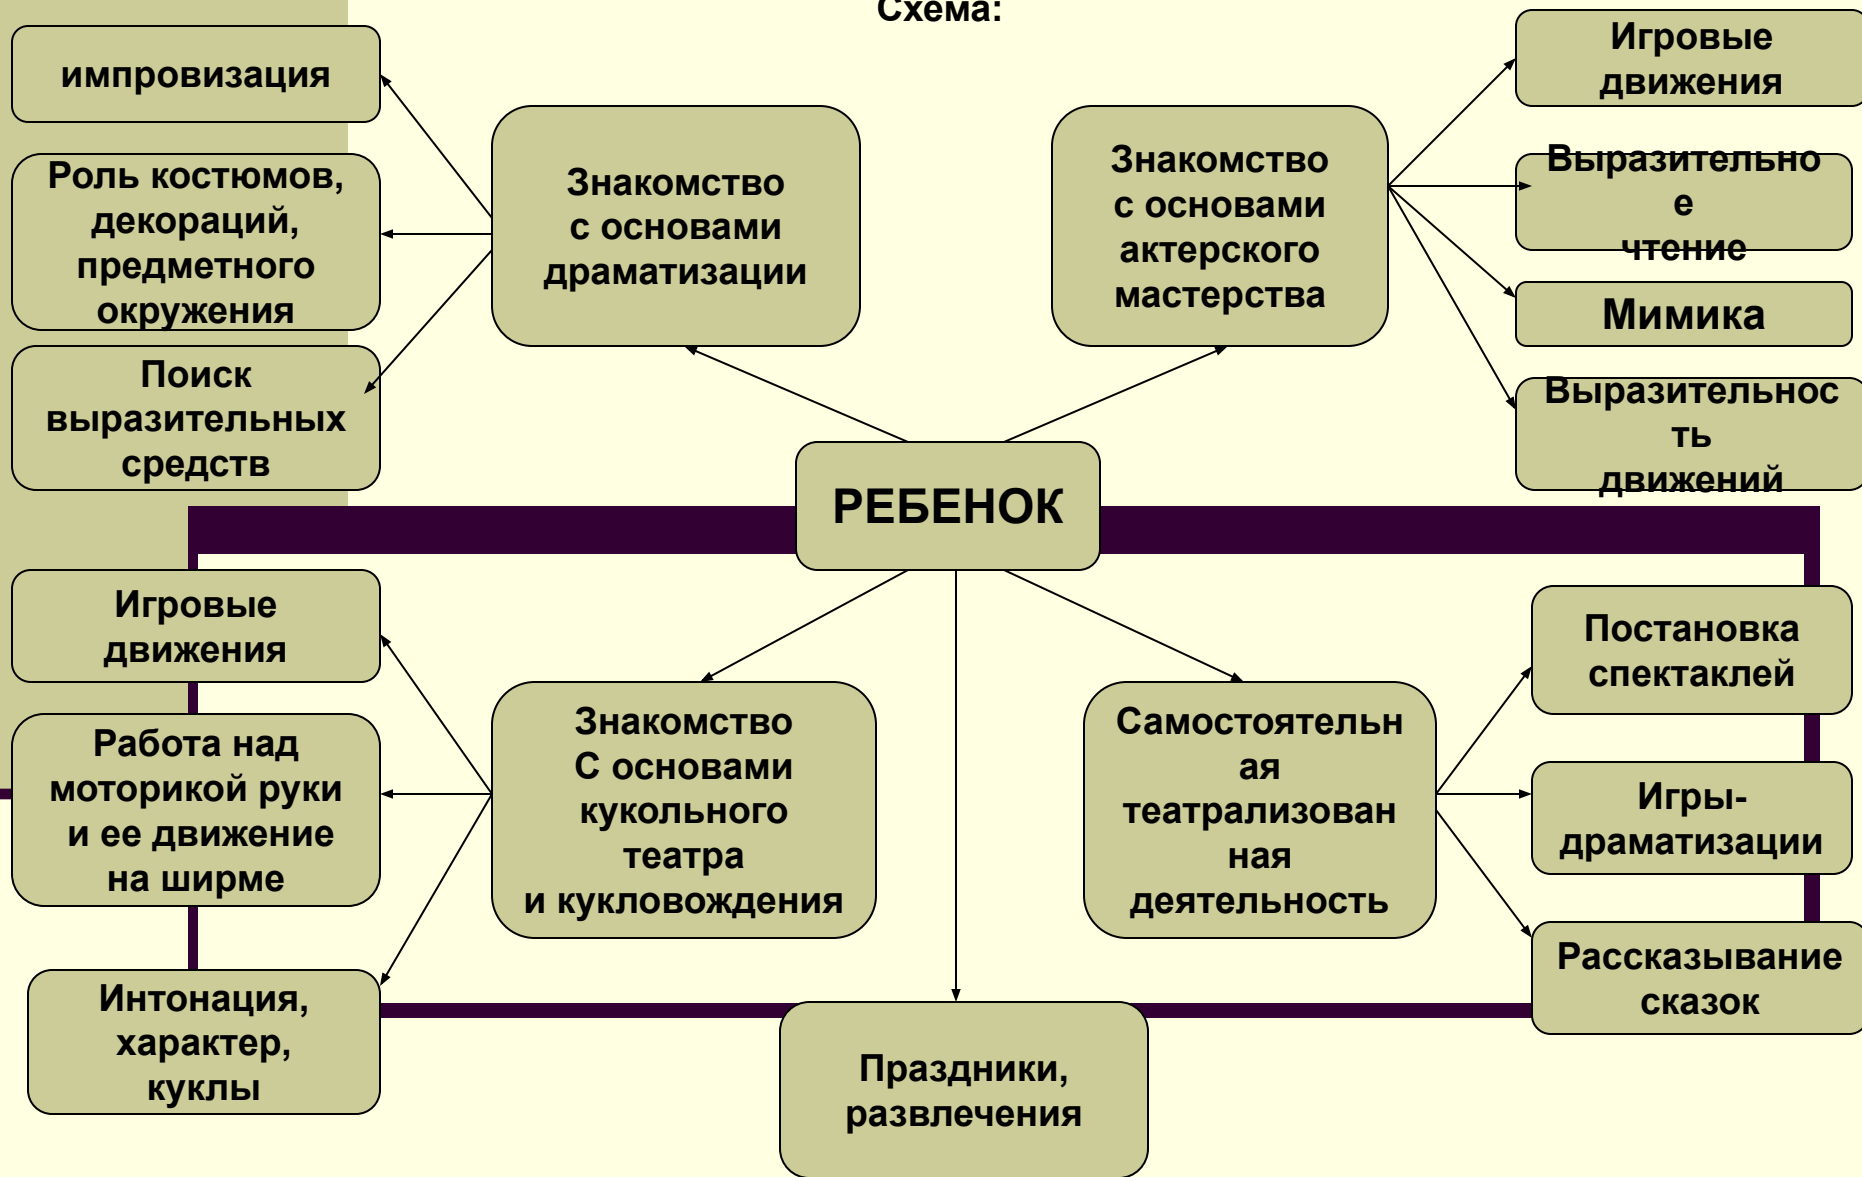 Схема:
импровизация
Роль костюмов,
декораций,
предметного
окружения
Поиск
выразительных
средств
Знакомство
с основами
драматизации
Знакомство
с основами
актерского
мастерства
Игровые
движения
Выразительно
е
чтение
Мимика
Выразительнос
ть
движений
РЕБЕНОК
Игровые
движения
Работа над
моторикой руки
и ее движение
на ширме
Интонация,
характер,
куклы
Знакомство
С основами
кукольного
театра
и кукловождения
Самостоятельн
ая
театрализован
ная
деятельность
Постановка
спектаклей
Игры-
драматизации
Рассказывание
сказок
Праздники,
развлечения